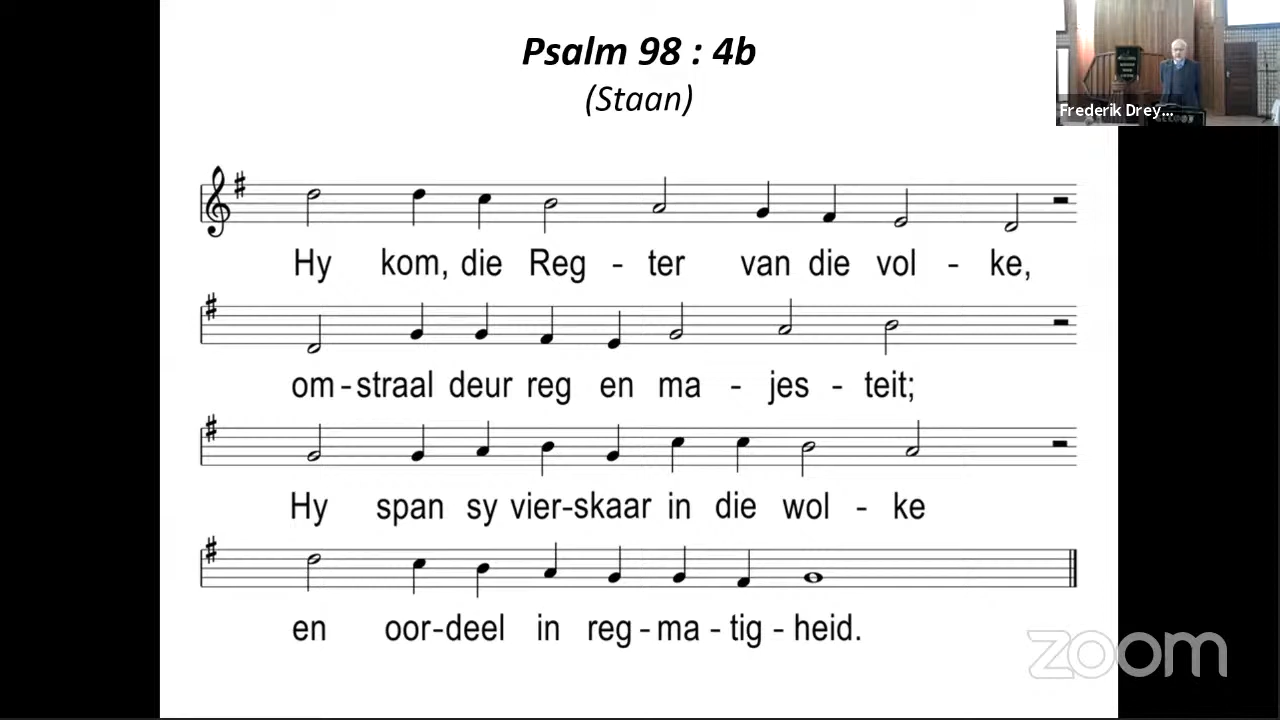 Psalm 98 : 4b
(Staan)
Frederik Drey...
Hy kom, die Reg - ter van die vol - ke,
om - straal deur reg en ma - jes - teit;
Hy span sy vier-skaar in die wol - ke
en oor-deel in reg - ma - tig - heid.
zoom